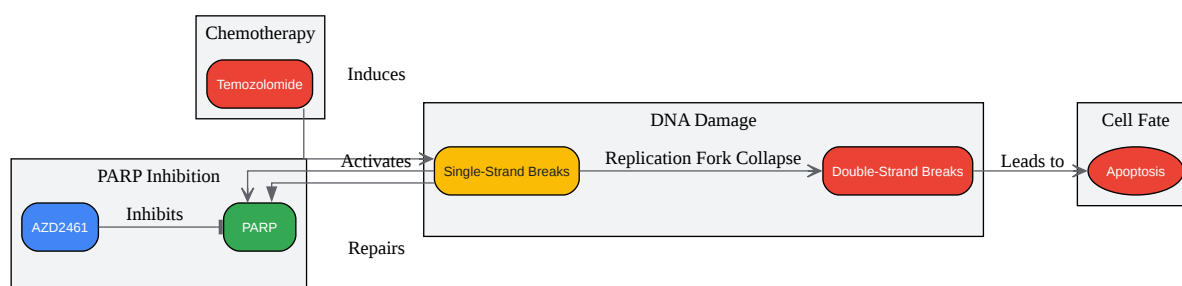 Chemotherapy
Temozolomide
Induces
DNA Damage
Cell Fate
Activates
Single-Strand Breaks
Replication Fork Collapse
Double-Strand Breaks
Leads to
Apoptosis
PARP Inhibition
AZD2461
Inhibits
PARP
Repairs